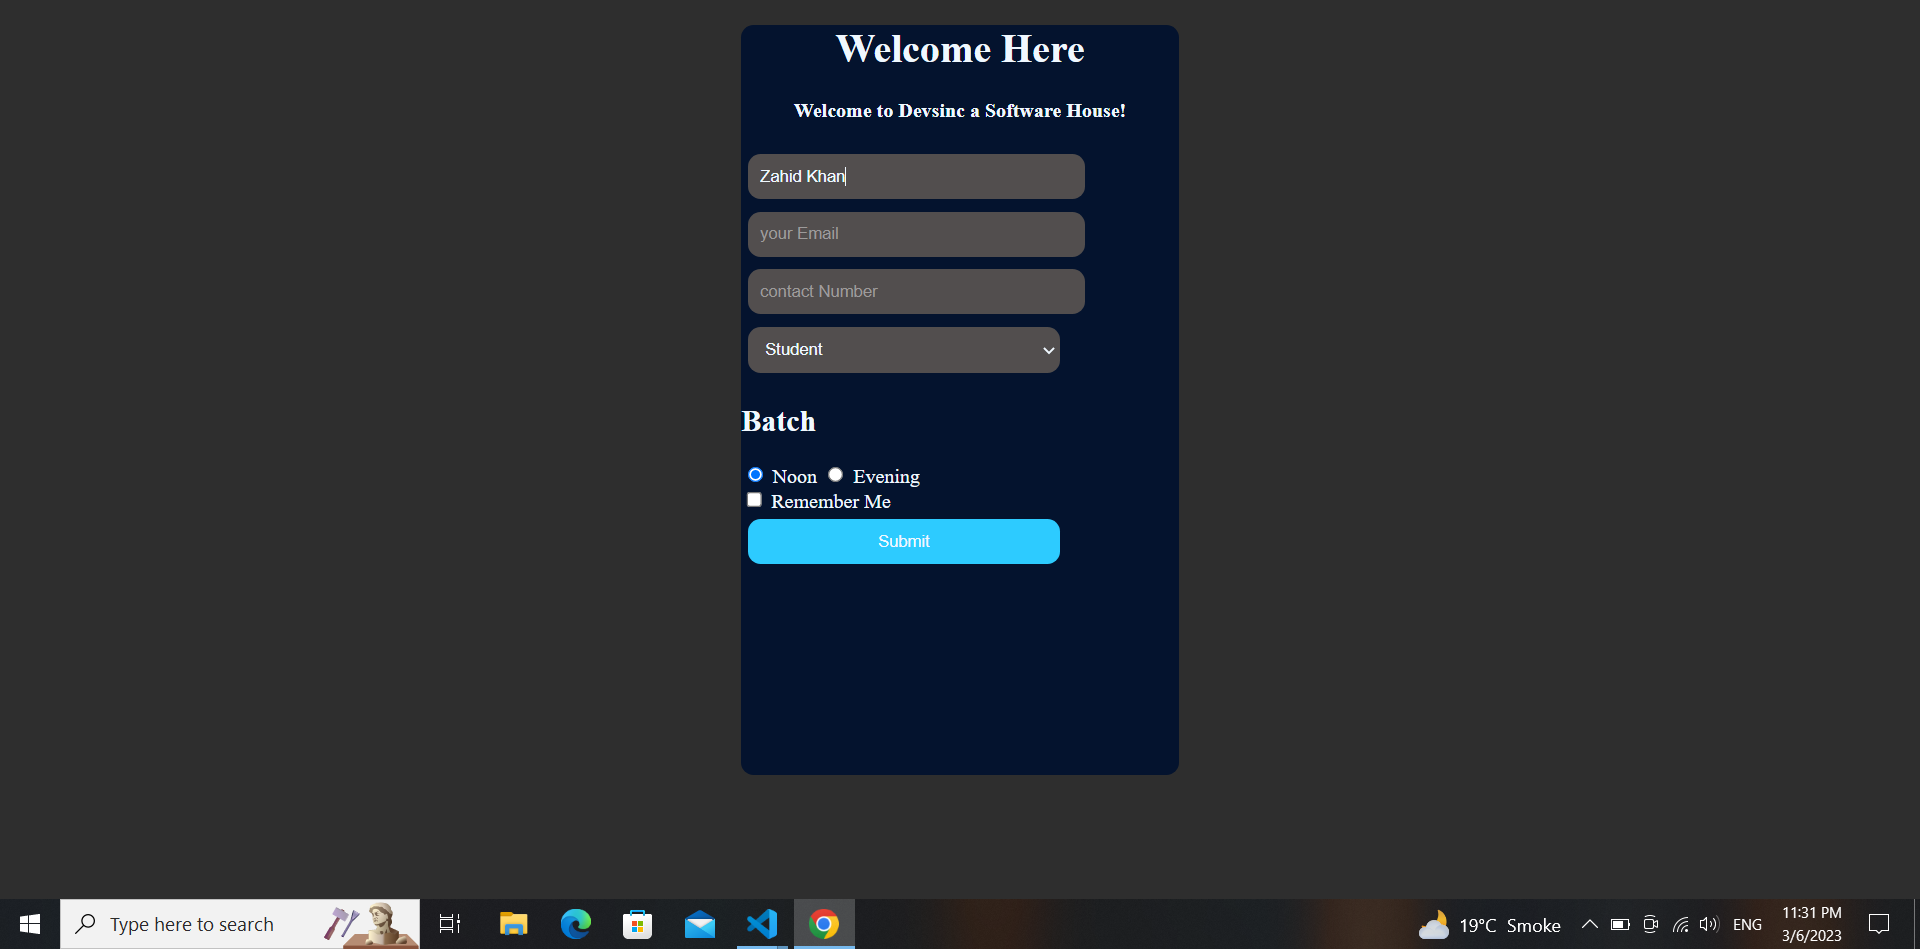 Welcome Here
Welcome to Devsinc a Software House!
Zahid Khan
your Email
contact Number
Student
Batch
Noon Evening
Remember Me
Submit
Type here to search
19°C Smoke
ENG
11:31 PM
3/6/2023